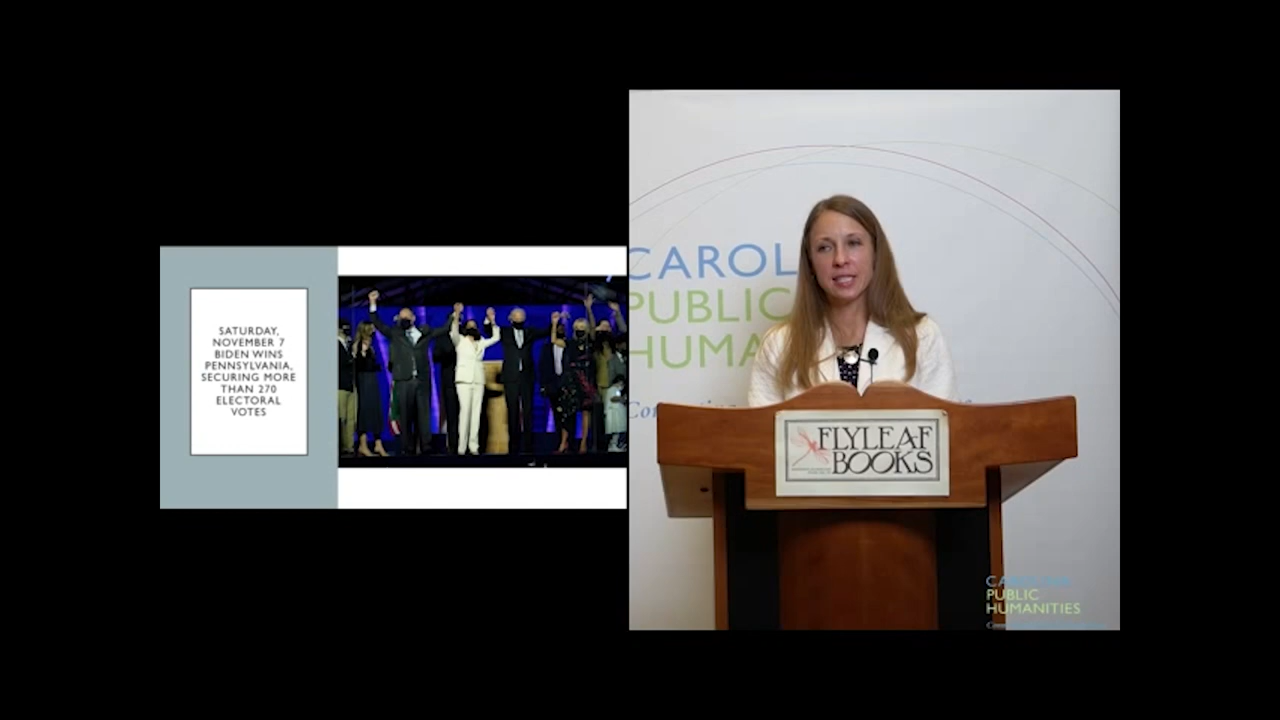 SATURDAY,
NOVEMBER 7
BIDEN WINS
PENNSYLVANIA,
SECURING MORE
THAN 270
ELECTORAL
VOTES
CAROL
PUBLIC
HUMA
FLYLEAF
BOOKS
PUBLIC
HUMANITIES